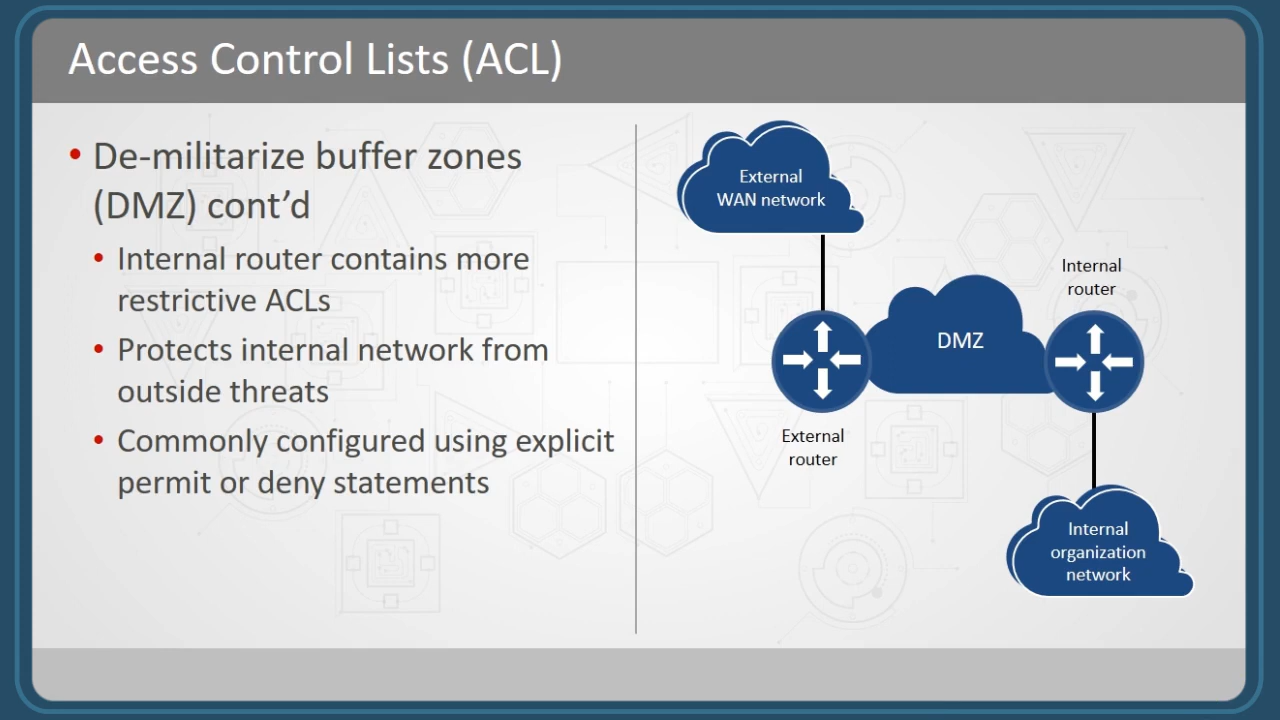 Access Control Lists (ACL)
• De-militarize buffer zones
(DMZ) cont’d
• Internal router contains more
restrictive ACLs
• Protects internal network from
outside threats
• Commonly configured using explicit
permit or deny statements
External
WAN network
Internal
router
DMZ
External
router
Internal
organization
network